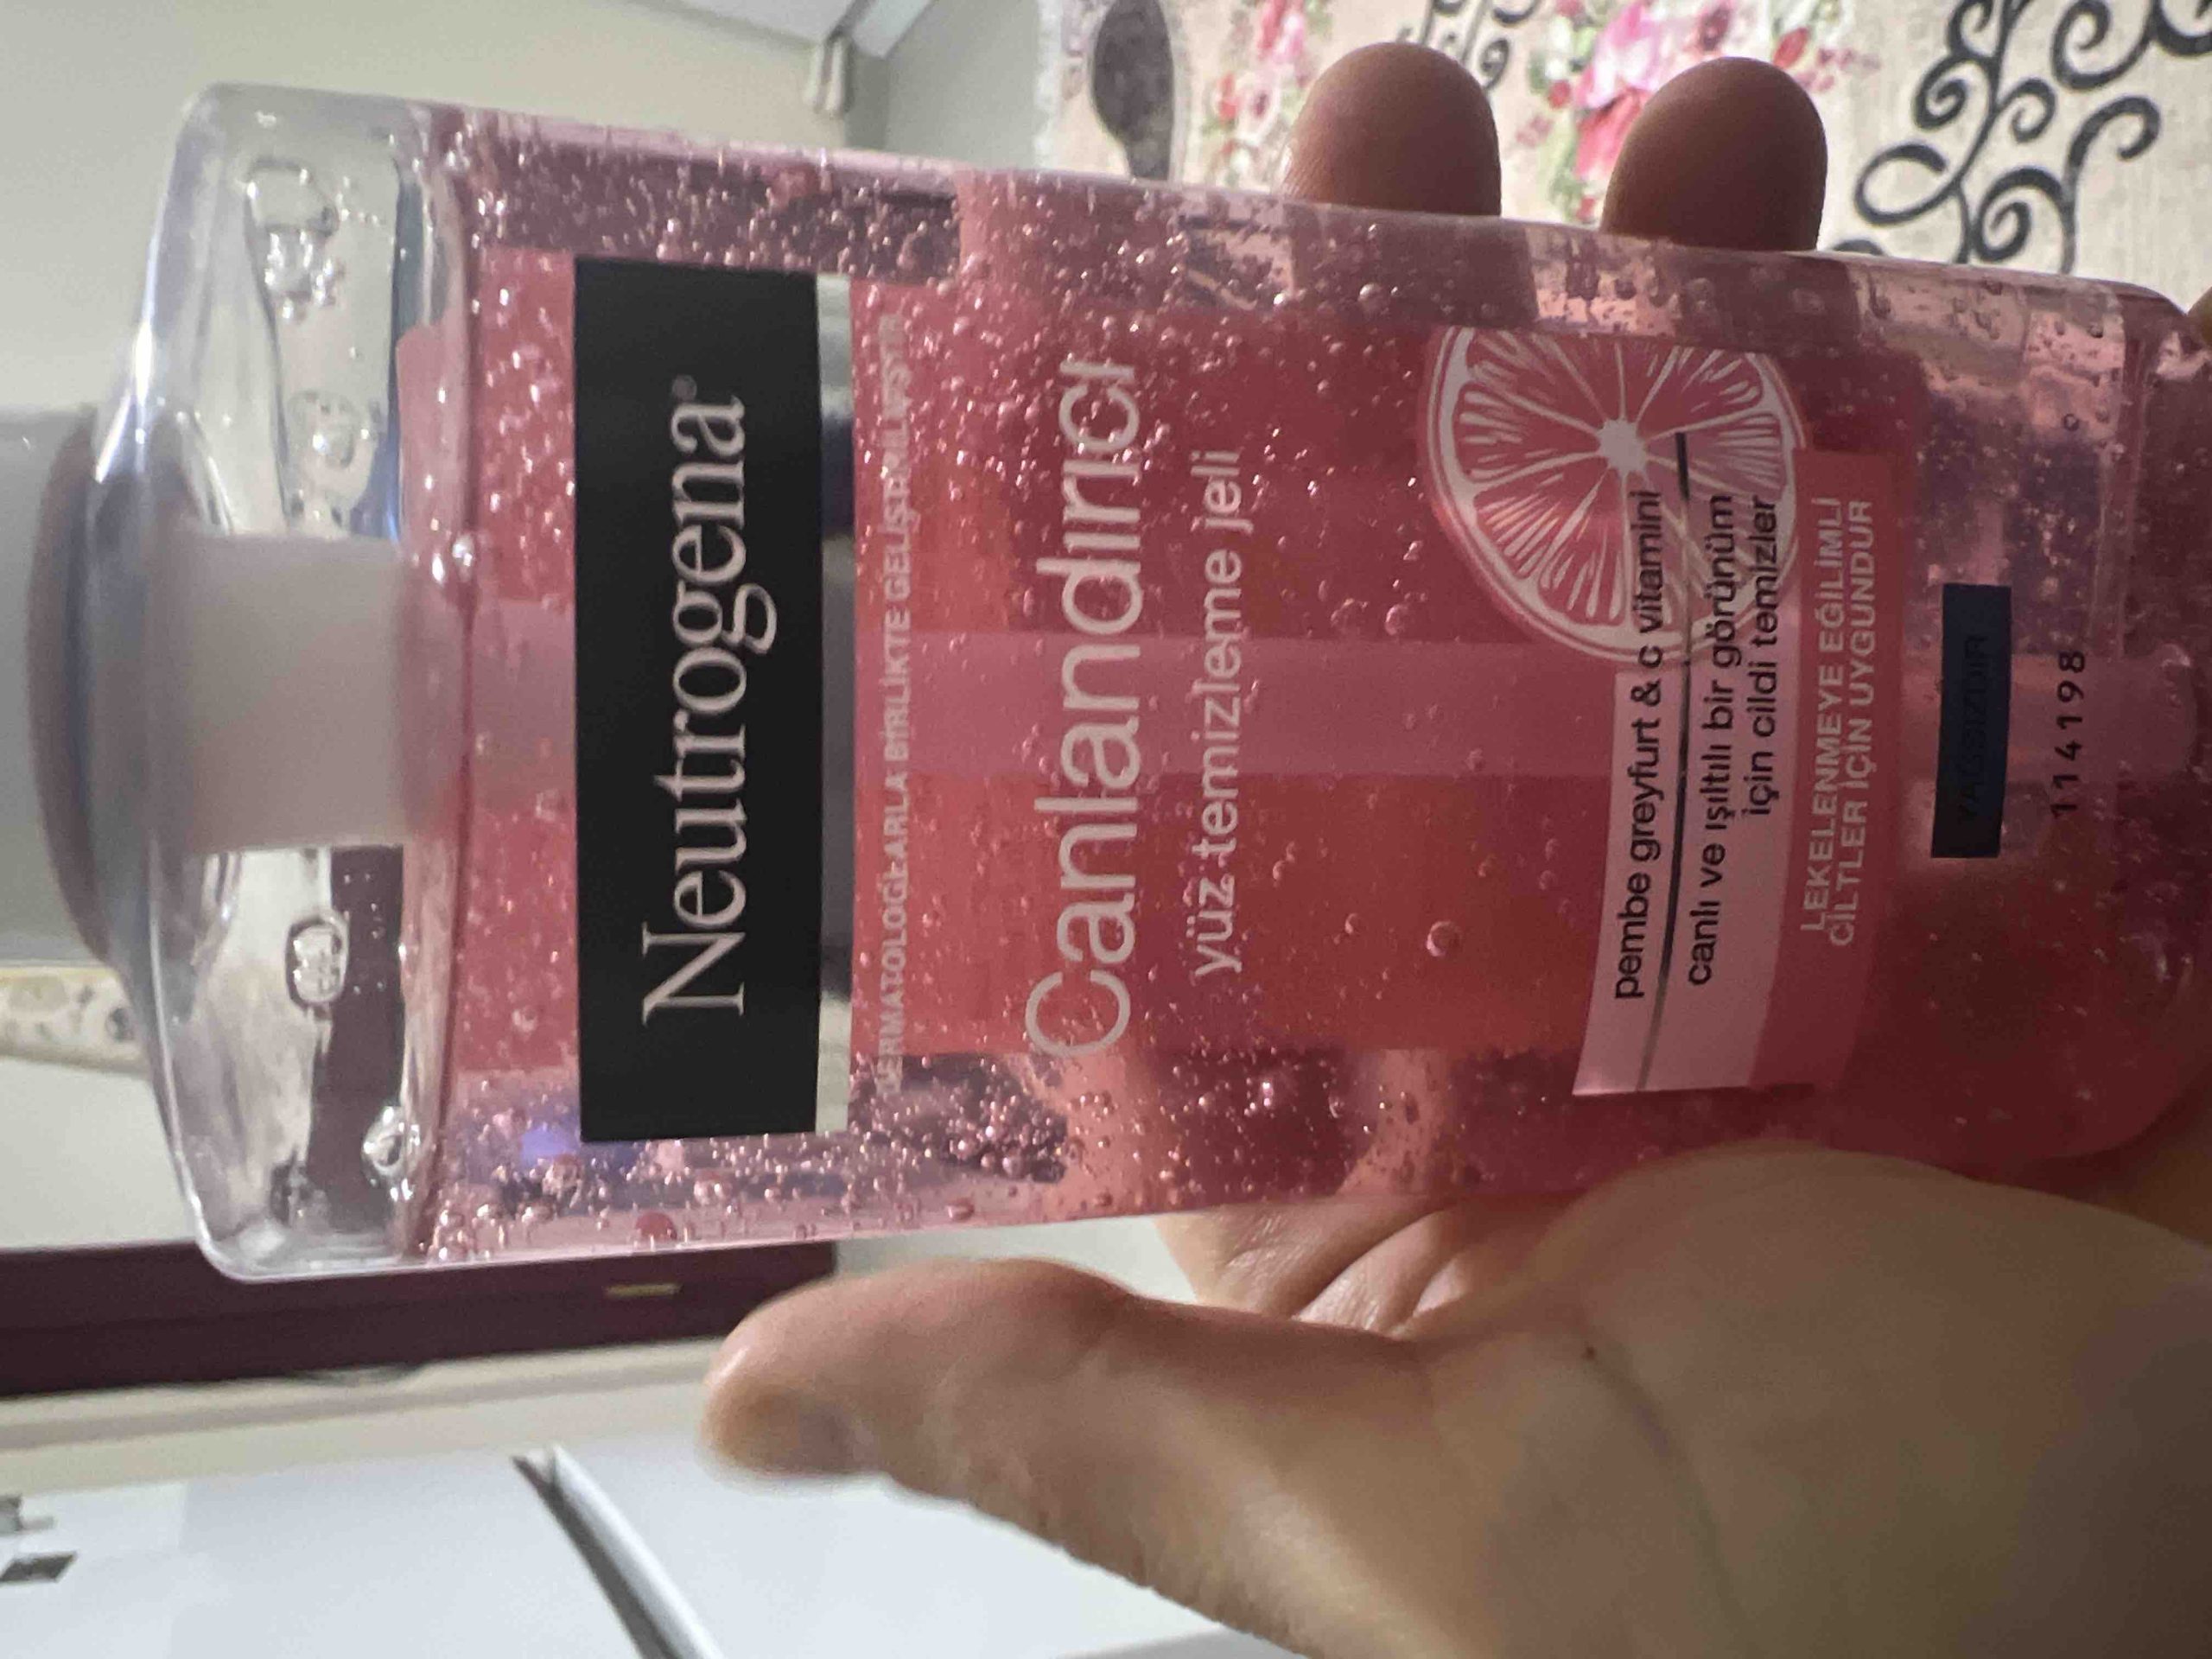 Neutrogena®
DERMATOLOGLARLA BİRLİKTE GELİŞTİRİLMİŞTİR
Canlandırıcı
yüz temizleme jeli
pembe greyfurt & c vitamini
canlı ve ışıltılı bir görünüm
için cildi temizler
LEKELENMEYE EĞİLİMLİ
CİLTLER İÇİN UYGUNDUR
YAĞSIZDIR
114198